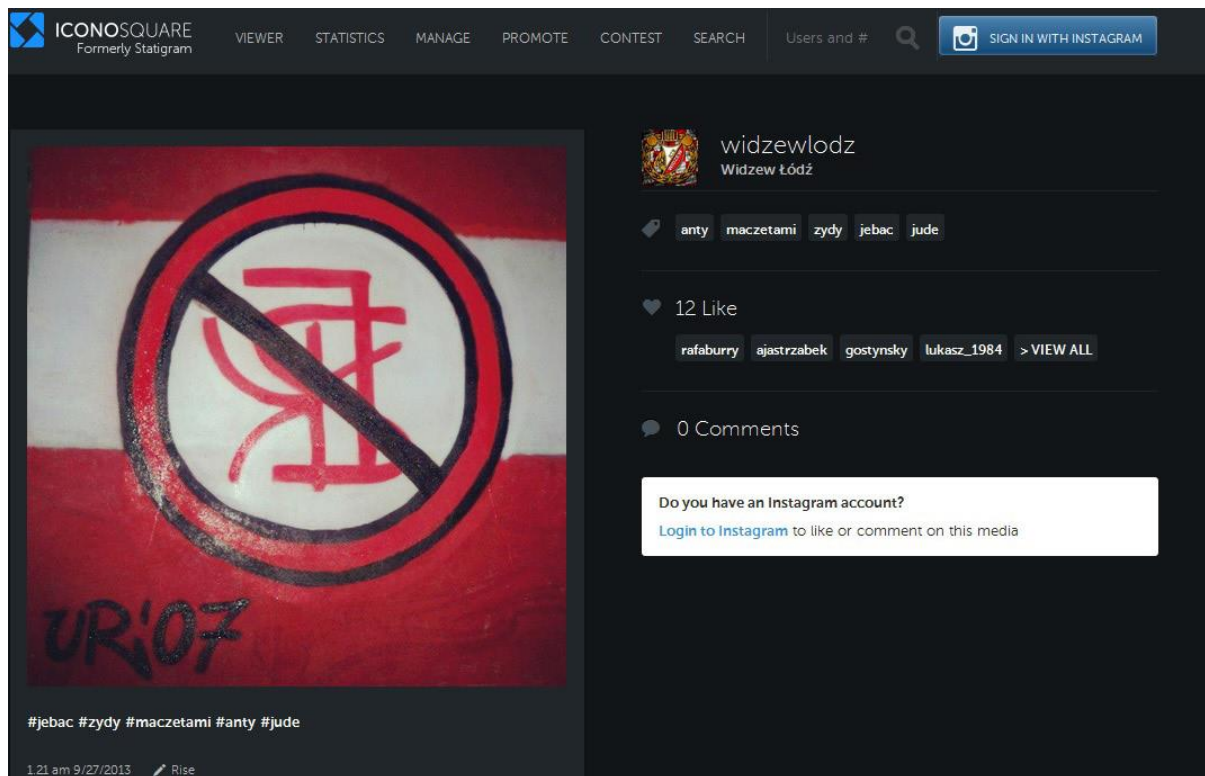 ICONOSQUARE
Formerly Statigram
VIEWER STATISTICS MANAGE PROMOTE CONTEST SEARCH Users and # SIGN IN WITH INSTAGRAM
widzewlodz
Widzew Łódź
anty maczetami zydy jebac jude
12 Like
rafaburry ajastrzabek gostynsky lukasz_1984 > VIEW ALL
0 Comments
Do you have an Instagram account?
Login to Instagram to like or comment on this media
UR'07
#jebac #zydy #maczetami #anty #jude
1.21 am 9/27/2013 Rise